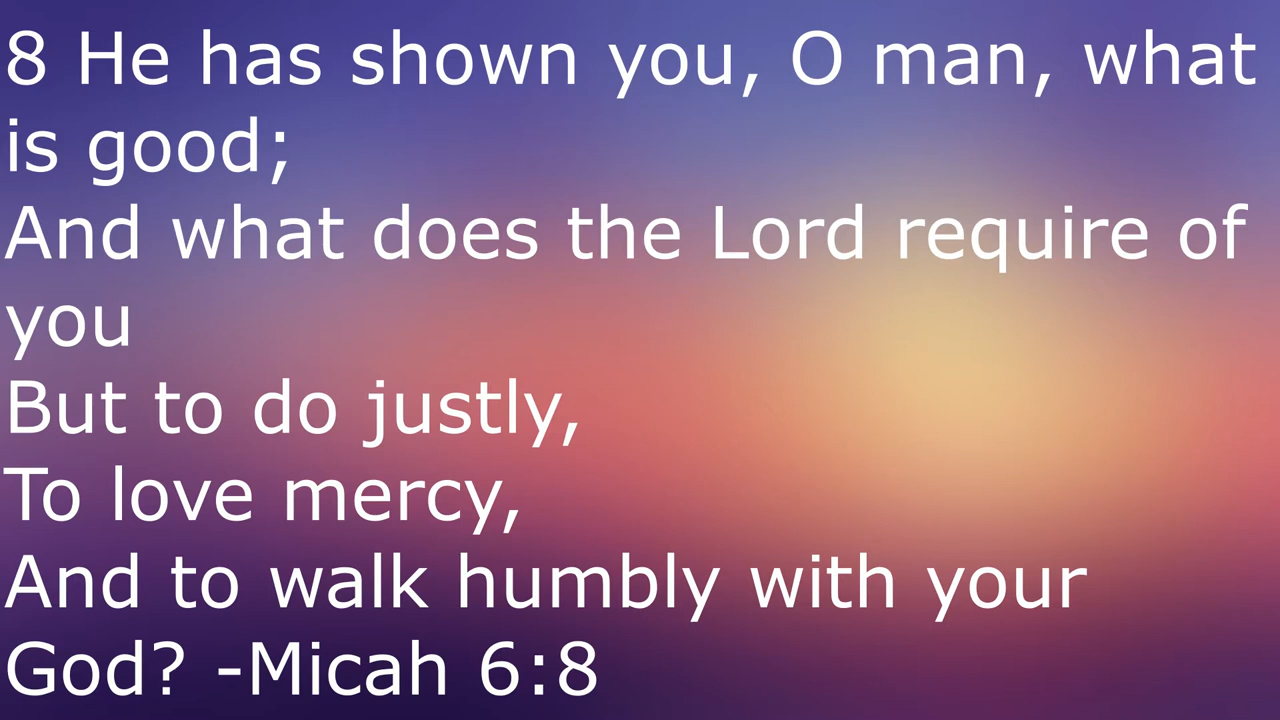 8 He has shown you, O man, what
is good;
And what does the Lord require of
you
But to do justly,
To love mercy,
And to walk humbly with your
God? -Micah 6:8